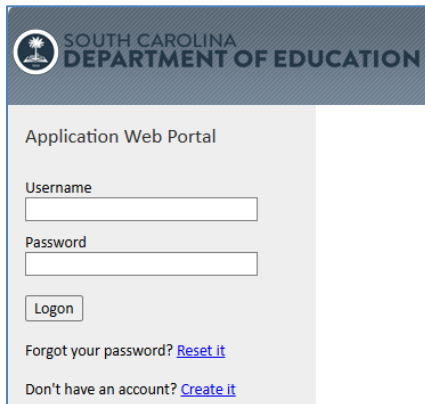 SOUTH CAROLINA
DEPARTMENT OF EDUCATION
Application Web Portal
Username
Password
Logon
Forgot your password? Reset it
Don't have an account? Create it